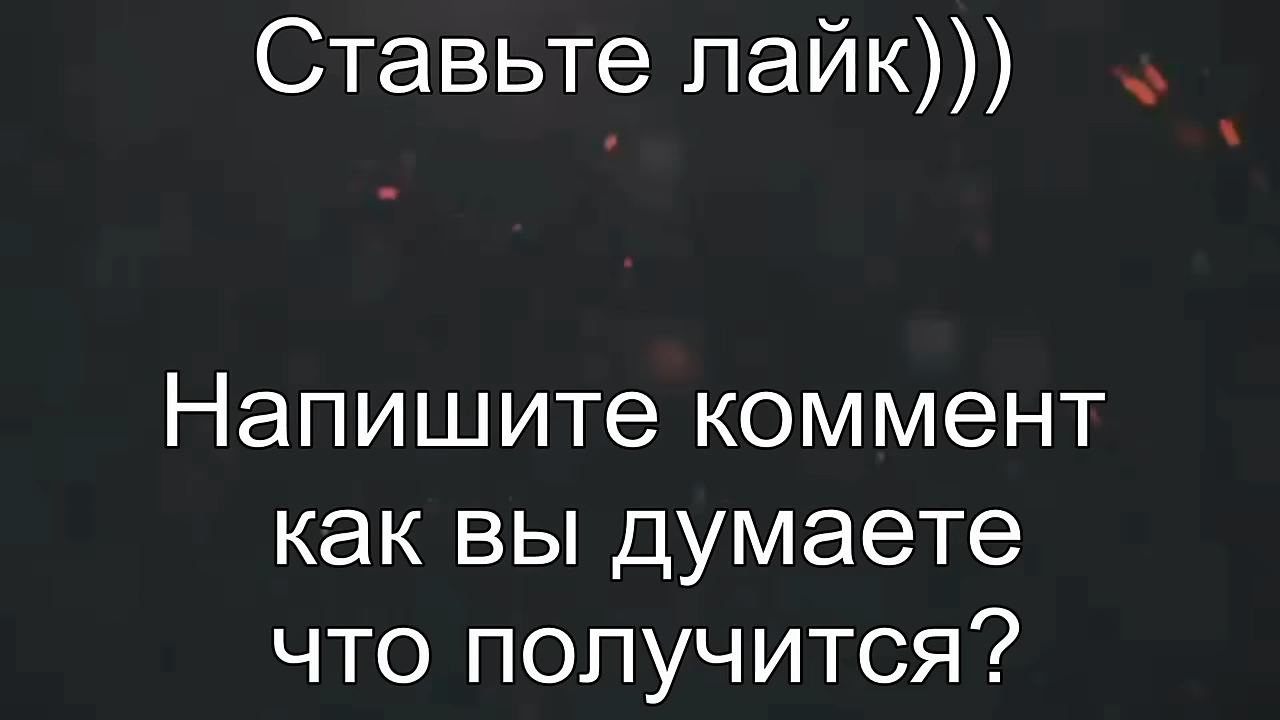 Ставьте лайк)))
Напишите коммент
как вы думаете
что получится?